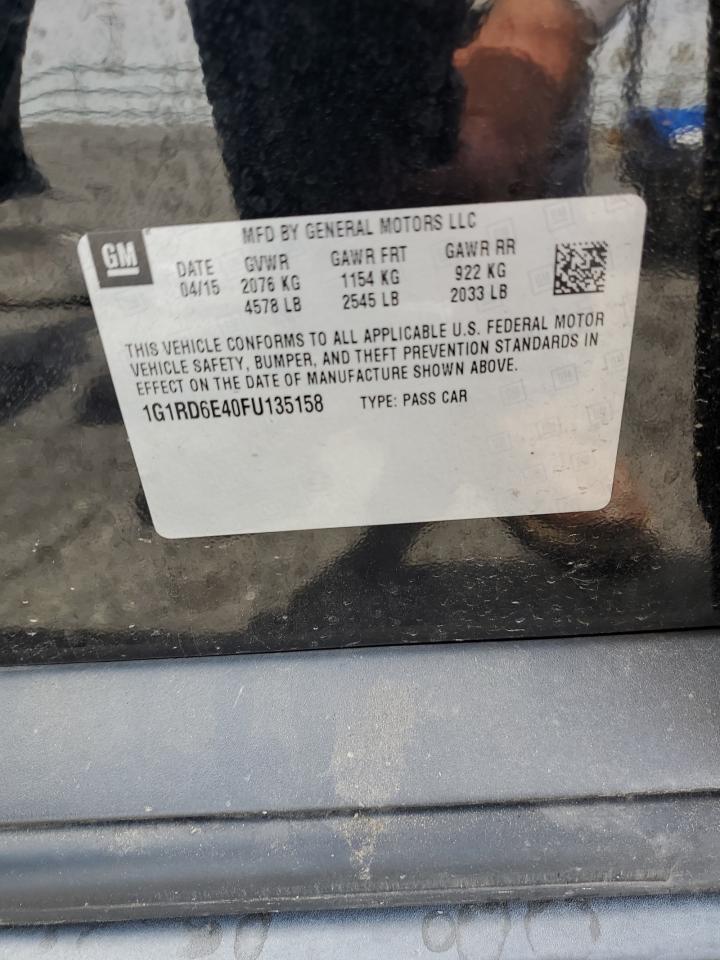 GM
MFD BY GENERAL MOTORS LLC
DATE GVWR GAWR FRT GAWR RR
04/15 2076 KG 1154 KG 922 KG
4578 LB 2545 LB 2033 LB
THIS VEHICLE CONFORMS TO ALL APPLICABLE U.S. FEDERAL MOTOR
VEHICLE SAFETY, BUMPER, AND THEFT PREVENTION STANDARDS IN
EFFECT ON THE DATE OF MANUFACTURE SHOWN ABOVE.
1G1RD6E40FU135158 TYPE: PASS CAR